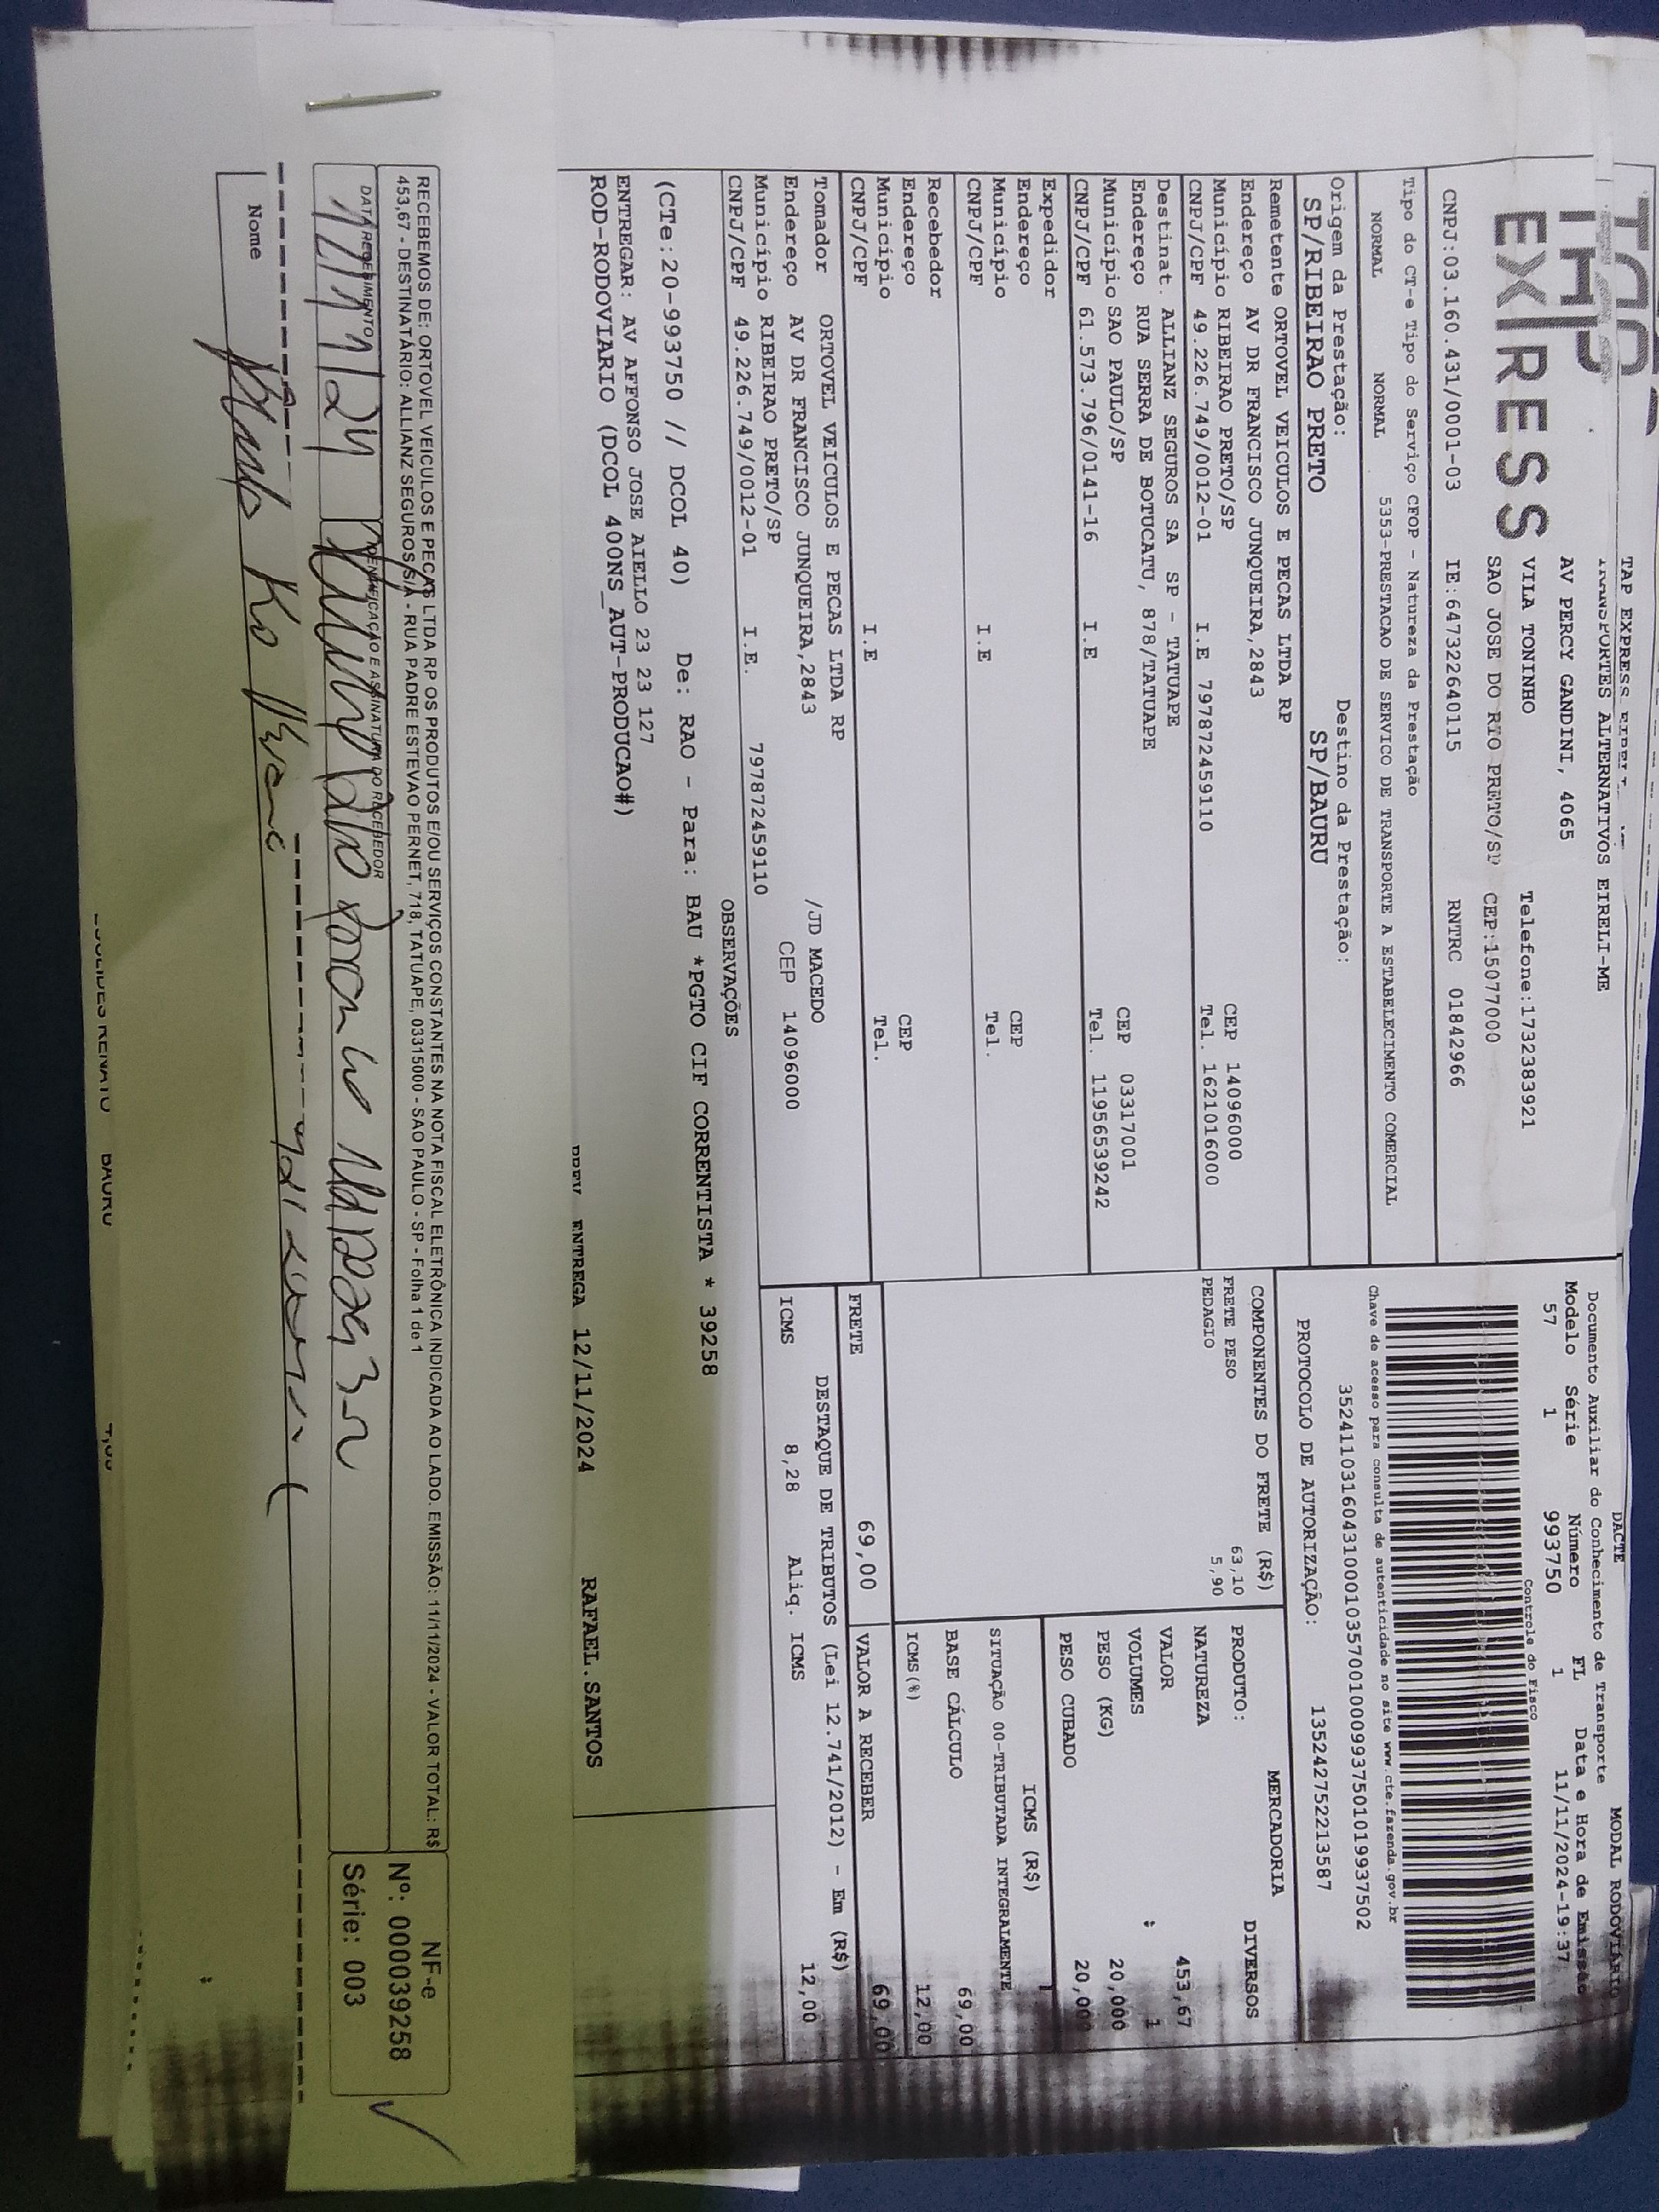 TAP
EXPRESS
TAP EXPRESS
TRANSPORTES ALTERNATIVOS EIRELI-ME
AV PERCY GANDINI, 4065
VILA TONINHO Telefone:1732383921
SAO JOSE DO RIO PRETO/SP CEP:15077000
CNPJ:03.160.431/0001-03 IE:647322640115 RNTRC 01842966
DACTE MODAL RODOVIARIO
Documento Auxiliar do Conhecimento de Transporte
Modelo Série Número FL Data e Hora de Emissão
57 1 993750 1 11/11/2024-19:37
Controle do Fisco
Chave de acesso para consulta de autenticidade no site www.cte.fazenda.gov.br
35241103160431000103570010009937501019937502
PROTOCOLO DE AUTORIZAÇÃO: 135242752213587
Tipo do CT-e Tipo do Serviço CFOP - Natureza da Prestação
NORMAL NORMAL 5353-PRESTACAO DE SERVICO DE TRANSPORTE A ESTABELECIMENTO COMERCIAL
Origem da Prestação: Destino da Prestação:
SP/RIBEIRAO PRETO SP/BAURU
Remetente ORTOVEL VEICULOS E PECAS LTDA RP
Endereço AV DR FRANCISCO JUNQUEIRA,2843
Município RIBEIRAO PRETO/SP CEP 14096000
CNPJ/CPF 49.226.749/0012-01 I.E 797872459110 Tel. 1621016000
Destinat. ALLIANZ SEGUROS SA SP - TATUAPE
Endereço RUA SERRA DE BOTUCATU, 878/TATUAPE
Município SAO PAULO/SP CEP 03317001
CNPJ/CPF 61.573.796/0141-16 I.E Tel. 11956539242
Expedidor
Endereço
Município CEP
CNPJ/CPF I.E Tel.
Recebedor
Endereço
Município CEP
CNPJ/CPF I.E Tel.
Tomador ORTOVEL VEICULOS E PECAS LTDA RP
Endereço AV DR FRANCISCO JUNQUEIRA,2843 /JD MACEDO
Município RIBEIRAO PRETO/SP CEP 14096000
CNPJ/CPF 49.226.749/0012-01 I.E. 797872459110
COMPONENTES DO FRETE (R$)
FRETE PESO 63,10
PEDAGIO 5,90
MERCADORIA
PRODUTO: DIVERSOS
NATUREZA
VALOR 453,67
VOLUMES 1
PESO (KG) 20,000
PESO CUBADO 20,000
ICMS (R$)
SITUAÇÃO 00-TRIBUTADA INTEGRALMENTE
BASE CÁLCULO 69,00
ICMS(%) 12,00
FRETE 69,00 VALOR A RECEBER 69,00
DESTAQUE DE TRIBUTOS (Lei 12.741/2012) - Em (R$)
ICMS 8,28 Aliq. ICMS 12,00
OBSERVAÇÕES
(CTe:20-993750 // DCOL 40) De: RAO - Para: BAU *PGTO CIF CORRENTISTA * 39258
ENTREGAR: AV AFFONSO JOSE AIELLO 23 23 127
ROD-RODOVIARIO (DCOL 400NS_AUT-PRODUCAO#)
PREV ENTREGA 12/11/2024 RAFAEL.SANTOS
RECEBEMOS DE: ORTOVEL VEICULOS E PECAS LTDA RP OS PRODUTOS E/OU SERVIÇOS CONSTANTES NA NOTA FISCAL ELETRÔNICA INDICADA AO LADO. EMISSÃO: 11/11/2024 - VALOR TOTAL: R$
453,67 - DESTINATÁRIO: ALLIANZ SEGUROS S/A - RUA PADRE ESTEVAO PERNET, 718, TATUAPE, 03315000 - SAO PAULO - SP - Folha 1 de 1
DATA RECEBIMENTO IDENTIFICAÇÃO E ASSINATURA DO RECEBEDOR
NF-e
Nº: 000039258
Série: 003
Nome
RENATO BAURU